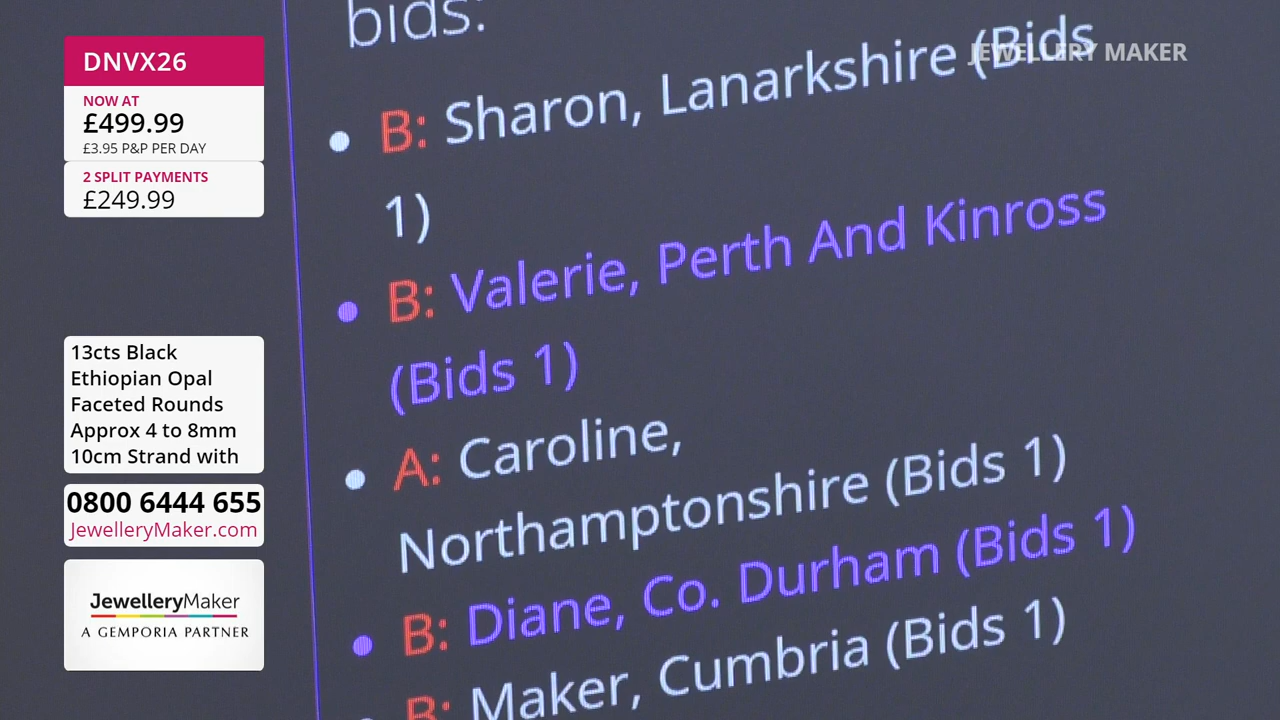 DNVX26
NOW AT
£499.99
£3.95 P&P PER DAY
2 SPLIT PAYMENTS
£249.99
13cts Black
Ethiopian Opal
Faceted Rounds
Approx 4 to 8mm
10cm Strand with
0800 6444 655
JewelleryMaker.com
JewelleryMaker
A GEMPORIA PARTNER
JEWELLERY MAKER
bids:
B: Sharon, Lanarkshire (Bids
1)
B: Valerie, Perth And Kinross
(Bids 1)
A: Caroline,
Northamptonshire (Bids 1)
B: Diane, Co. Durham (Bids 1)
B: Maker, Cumbria (Bids 1)